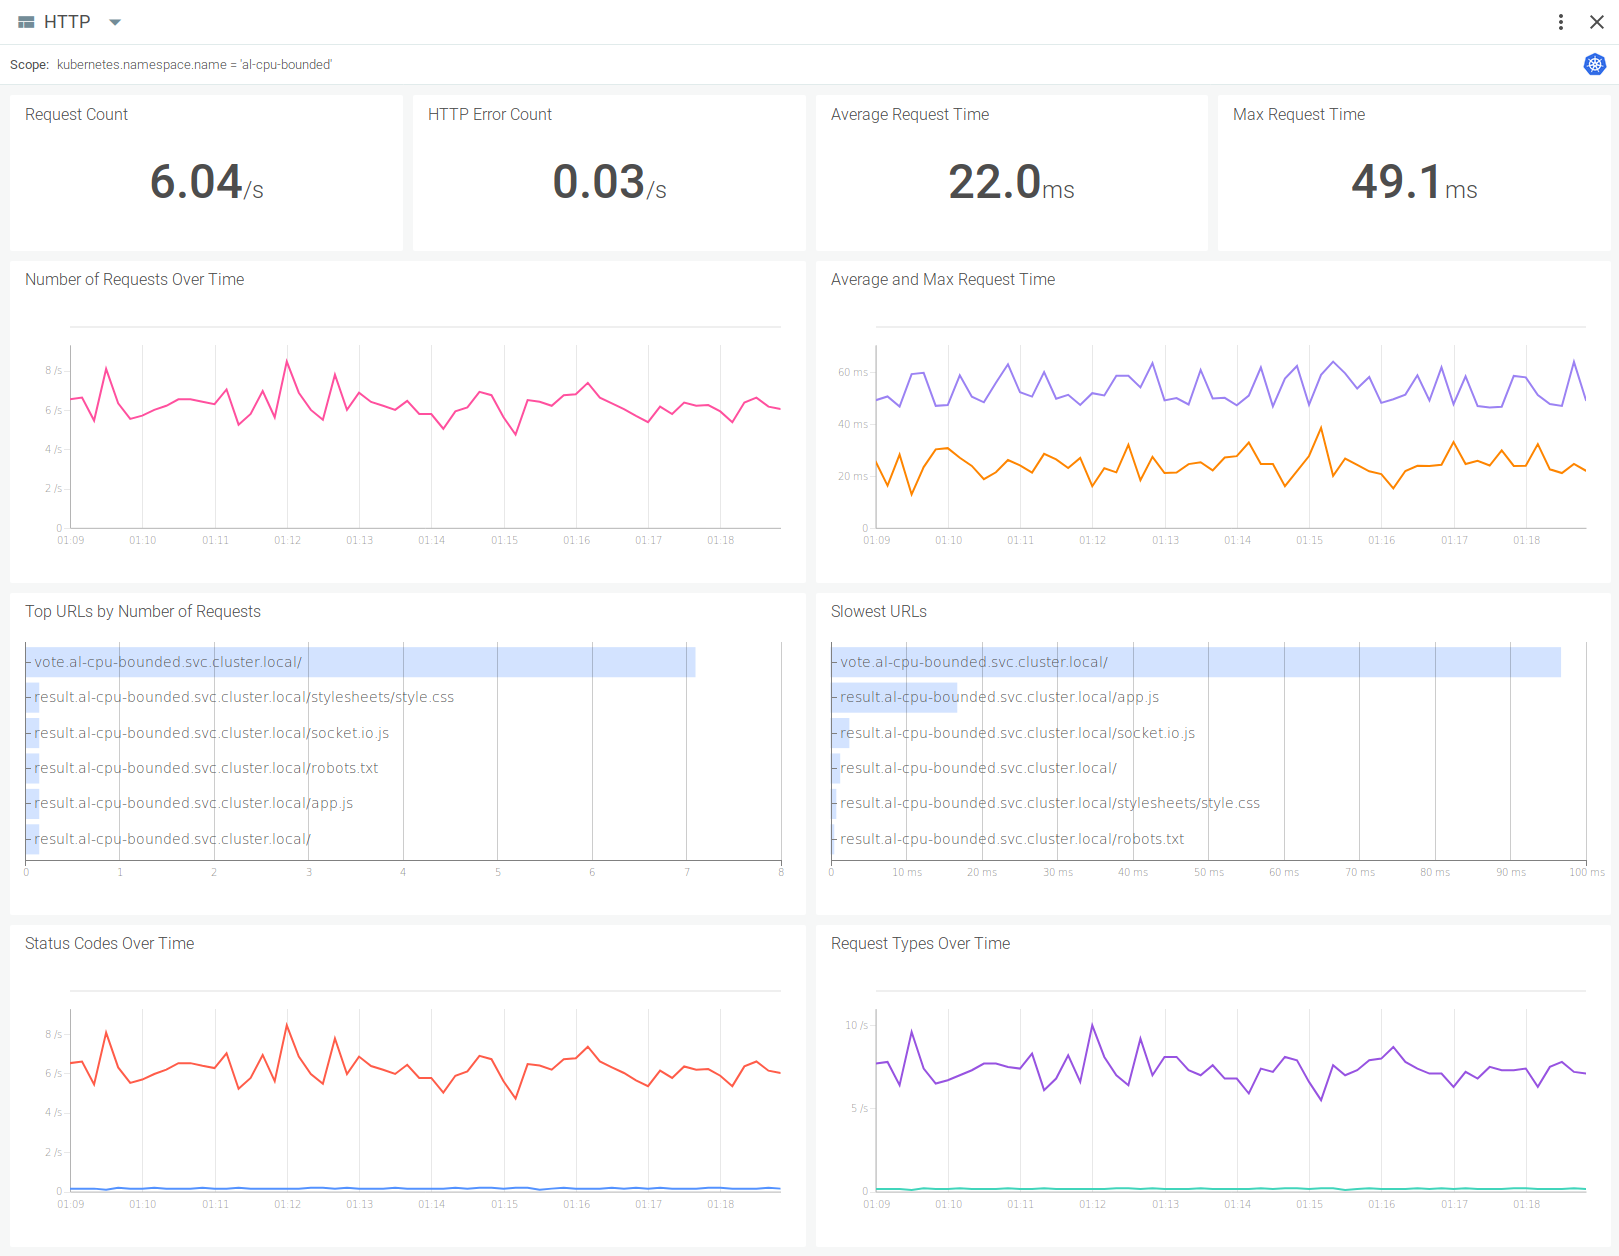 HTTP
Scope: kubernetes.namespace.name = 'al-cpu-bounded'
Request Count
6.04/s
HTTP Error Count
0.03/s
Average Request Time
22.0ms
Max Request Time
49.1ms
Number of Requests Over Time
8 /s
6 /s
4 /s
2 /s
0
01:09 01:10 01:11 01:12 01:13 01:14 01:15 01:16 01:17 01:18
Average and Max Request Time
60 ms
40 ms
20 ms
0
01:09 01:10 01:11 01:12 01:13 01:14 01:15 01:16 01:17 01:18
Top URLs by Number of Requests
vote.al-cpu-bounded.svc.cluster.local/
result.al-cpu-bounded.svc.cluster.local/stylesheets/style.css
result.al-cpu-bounded.svc.cluster.local/socket.io.js
result.al-cpu-bounded.svc.cluster.local/robots.txt
result.al-cpu-bounded.svc.cluster.local/app.js
result.al-cpu-bounded.svc.cluster.local/
0 1 2 3 4 5 6 7 8
Slowest URLs
vote.al-cpu-bounded.svc.cluster.local/
result.al-cpu-bounded.svc.cluster.local/app.js
result.al-cpu-bounded.svc.cluster.local/socket.io.js
result.al-cpu-bounded.svc.cluster.local/
result.al-cpu-bounded.svc.cluster.local/stylesheets/style.css
result.al-cpu-bounded.svc.cluster.local/robots.txt
0 10 ms 20 ms 30 ms 40 ms 50 ms 60 ms 70 ms 80 ms 90 ms 100 ms
Status Codes Over Time
8 /s
6 /s
4 /s
2 /s
0
01:09 01:10 01:11 01:12 01:13 01:14 01:15 01:16 01:17 01:18
Request Types Over Time
10 /s
5 /s
0
01:09 01:10 01:11 01:12 01:13 01:14 01:15 01:16 01:17 01:18